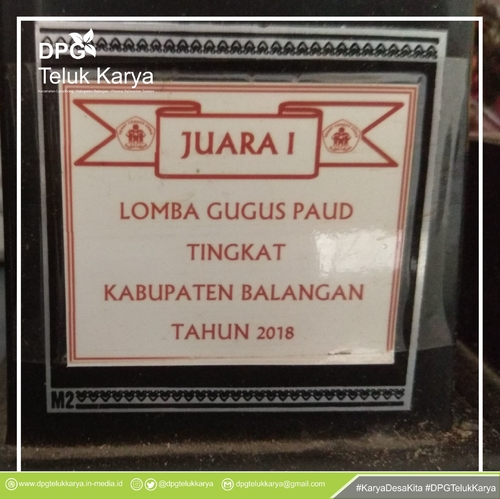 DPG
Teluk Karya
JUARA I
LOMBA GUGUS PAUD
TINGKAT
KABUPATEN BALANGAN
TAHUN 2018
M2
www.dpgtelukkarya.in-media.id
@dpgtelukkarya
dpgtelukkarya@gmail.com
#KaryaDesaKita #DPGTelukKarya